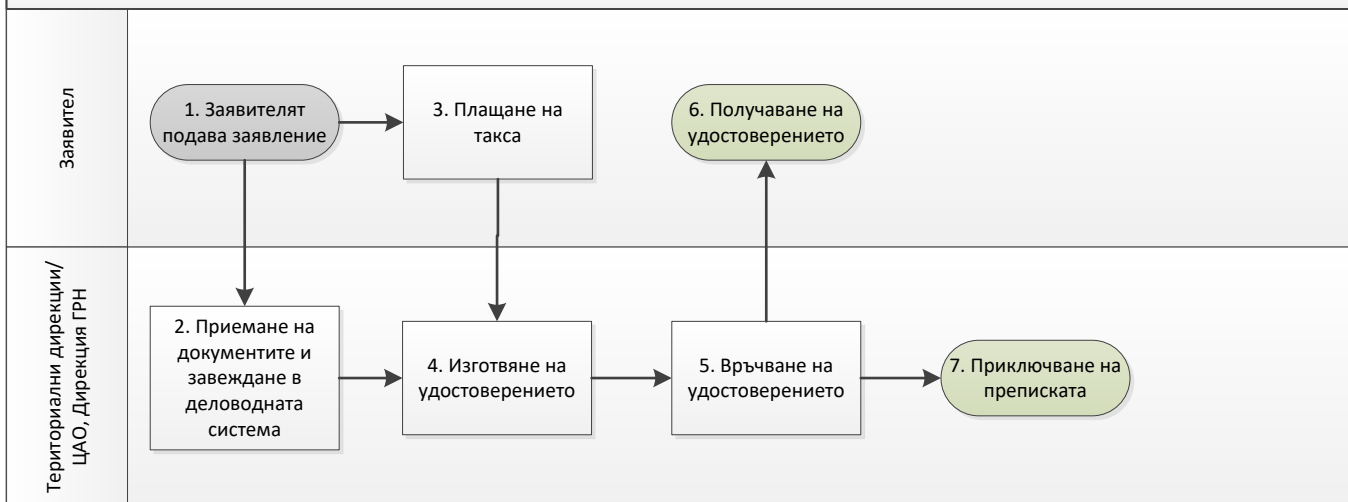 Заявител
1. Заявителят
подава заявление
3. Плащане на
такса
6. Получаване на
удостоверението
Териториални дирекции/
ЦАО, Дирекция ГРН
2. Приемане на
документите и
завеждане в
деловодната
система
4. Изготвяне на
удостоверението
5. Връчване на
удостоверението
7. Приключване на
преписката